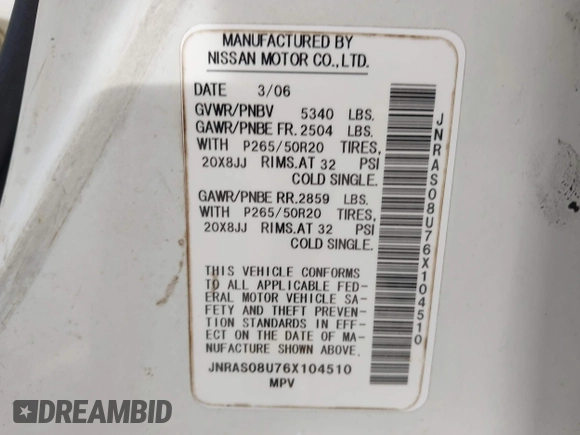 MANUFACTURED BY
NISSAN MOTOR CO.,LTD.
DATE 3/06
GVWR/PNBV 5340 LBS.
GAWR/PNBE FR.2504 LBS.
WITH P265/50R20 TIRES,
20X8JJ RIMS.AT 32 PSI
COLD SINGLE.
GAWR/PNBE RR.2859 LBS.
WITH P265/50R20 TIRES,
20X8JJ RIMS.AT 32 PSI
COLD SINGLE.
THIS VEHICLE CONFORMS
TO ALL APPLICABLE FED-
ERAL MOTOR VEHICLE SA-
FETY AND THEFT PREVEN-
TION STANDARDS IN EFF-
ECT ON THE DATE OF MA-
NUFACTURE SHOWN ABOVE.
JNRAS08U76X104510
MPV
JNRAS08U76X104510
DREAMBID